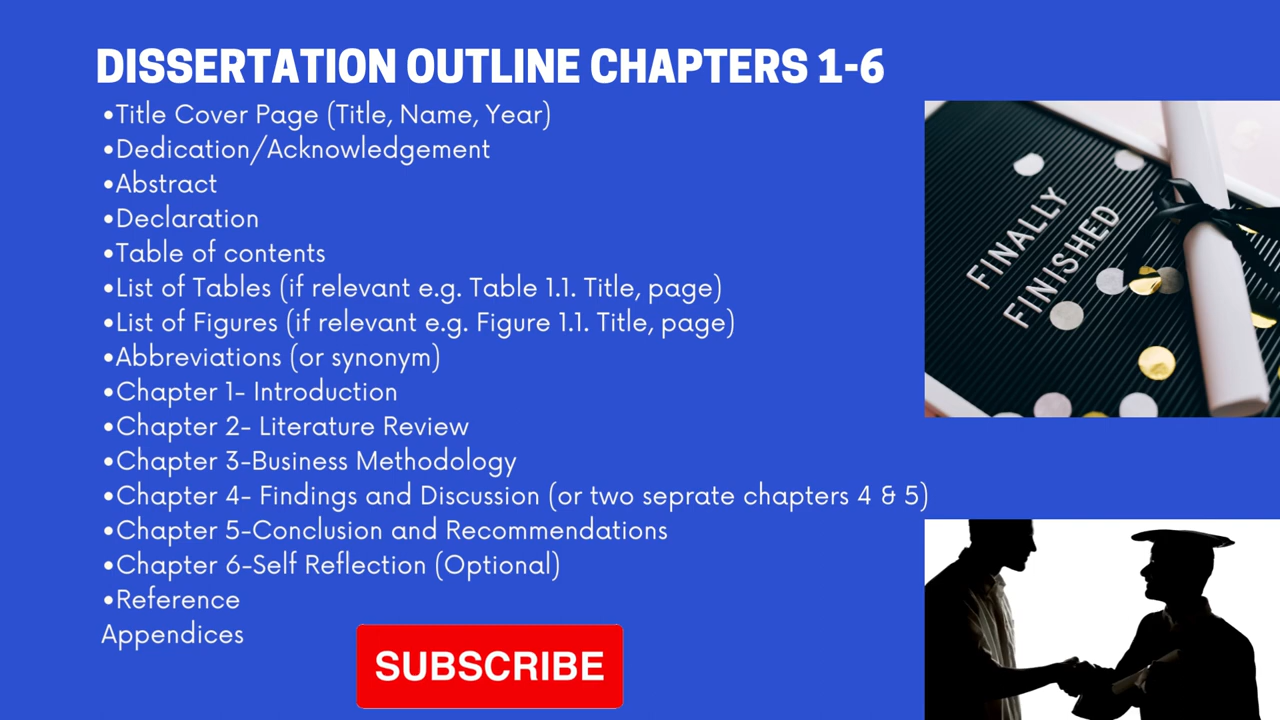 DISSERTATION OUTLINE CHAPTERS 1-6
•Title Cover Page (Title, Name, Year)
•Dedication/Acknowledgement
•Abstract
•Declaration
•Table of contents
•List of Tables (if relevant e.g. Table 1.1. Title, page)
•List of Figures (if relevant e.g. Figure 1.1. Title, page)
•Abbreviations (or synonym)
•Chapter 1- Introduction
•Chapter 2- Literature Review
•Chapter 3-Business Methodology
•Chapter 4- Findings and Discussion (or two seprate chapters 4 & 5)
•Chapter 5-Conclusion and Recommendations
•Chapter 6-Self Reflection (Optional)
•Reference
Appendices
SUBSCRIBE
FINALLY
FINISHED